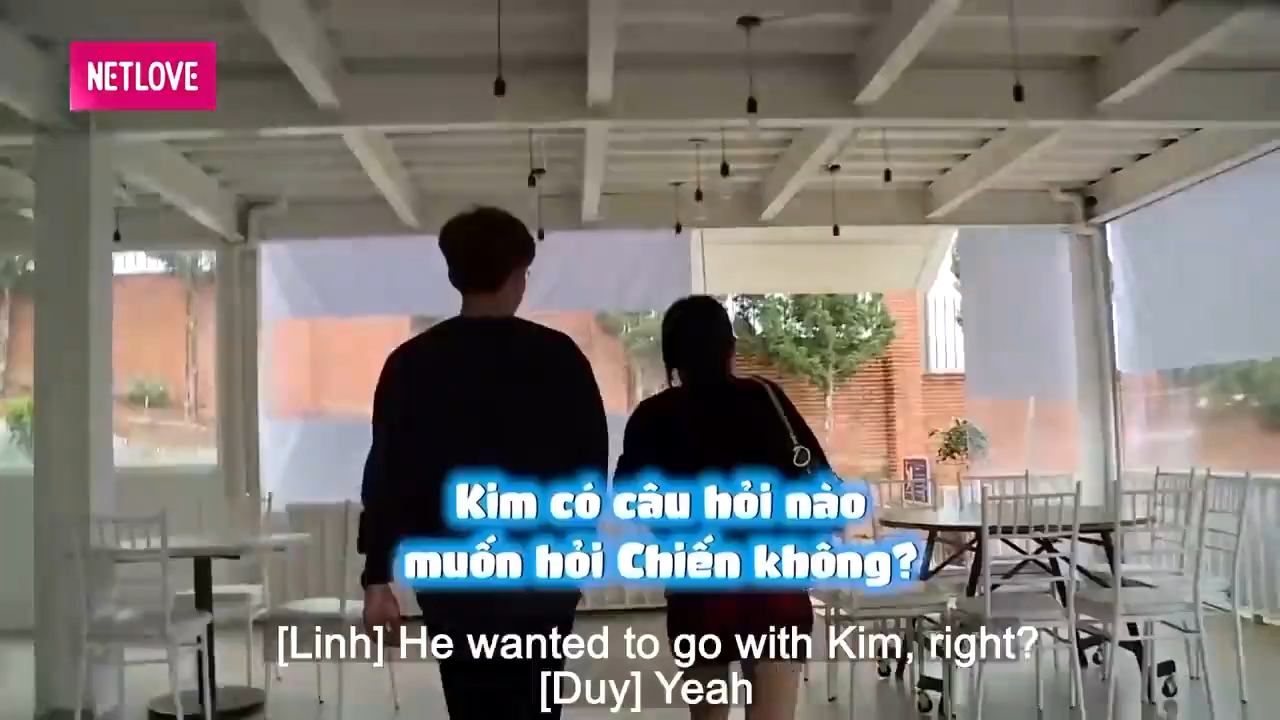 NETLOVE
Kim có câu hỏi nào
muốn hỏi Chiến không?
[Linh] He wanted to go with Kim, right?
[Duy] Yeah